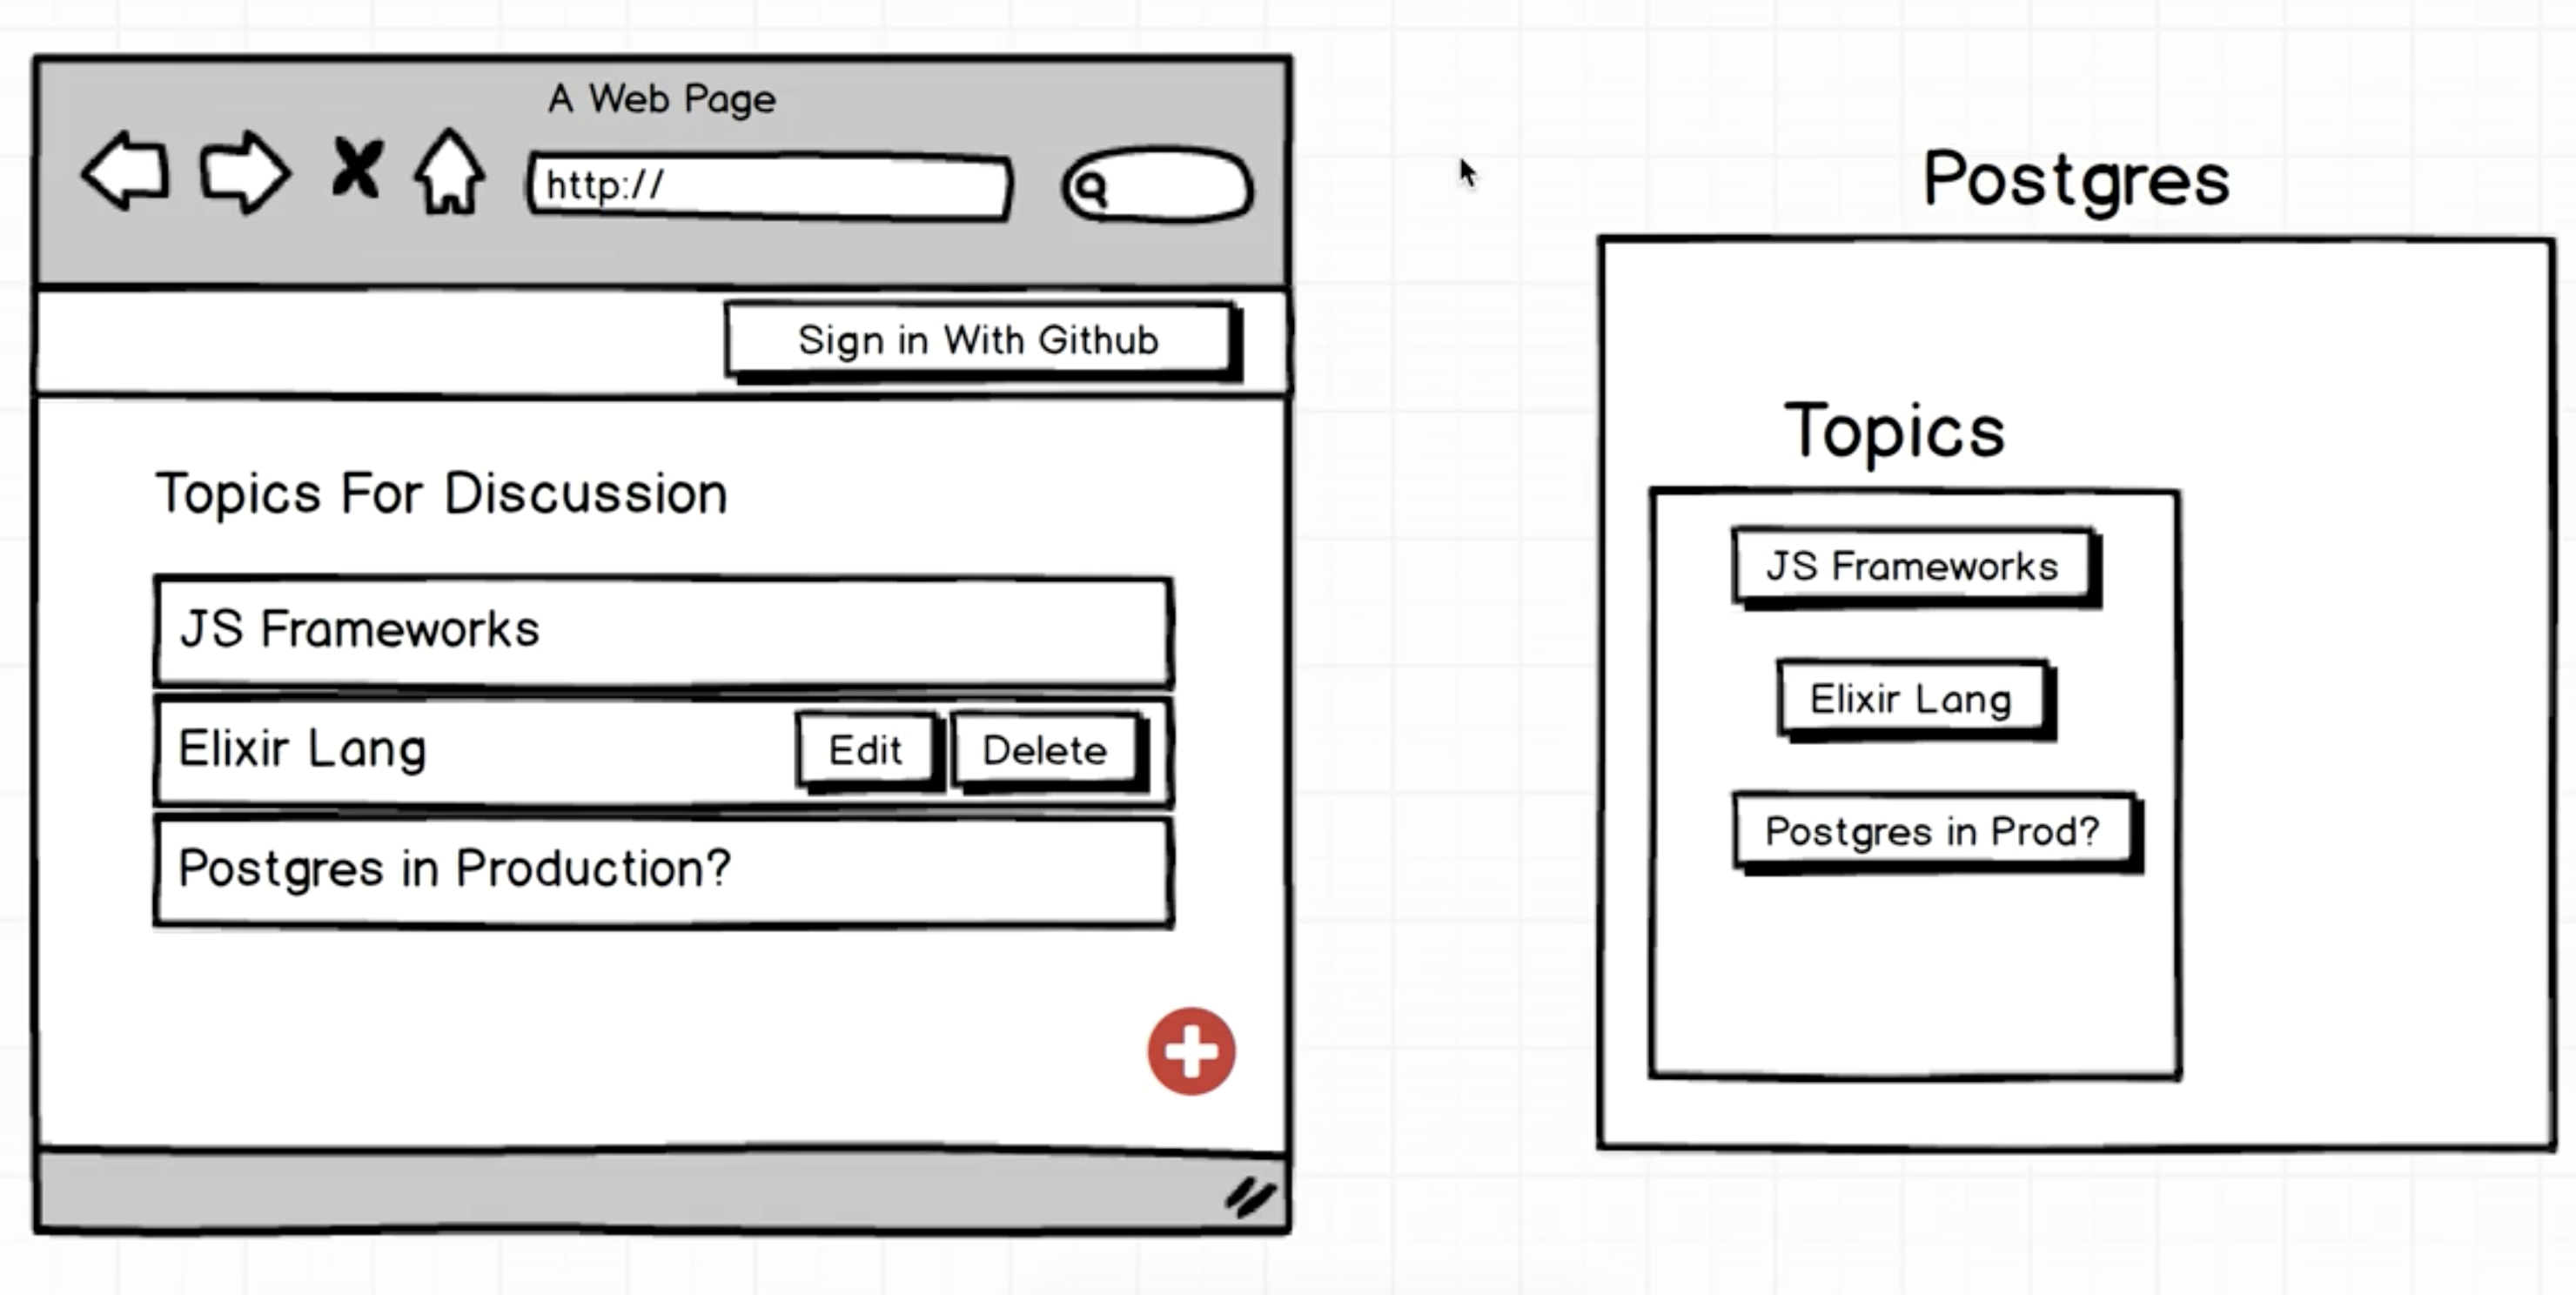 A Web Page
http://
Sign in With Github
Topics For Discussion
JS Frameworks
Elixir Lang
Edit
Delete
Postgres in Production?
Postgres
Topics
JS Frameworks
Elixir Lang
Postgres in Prod?